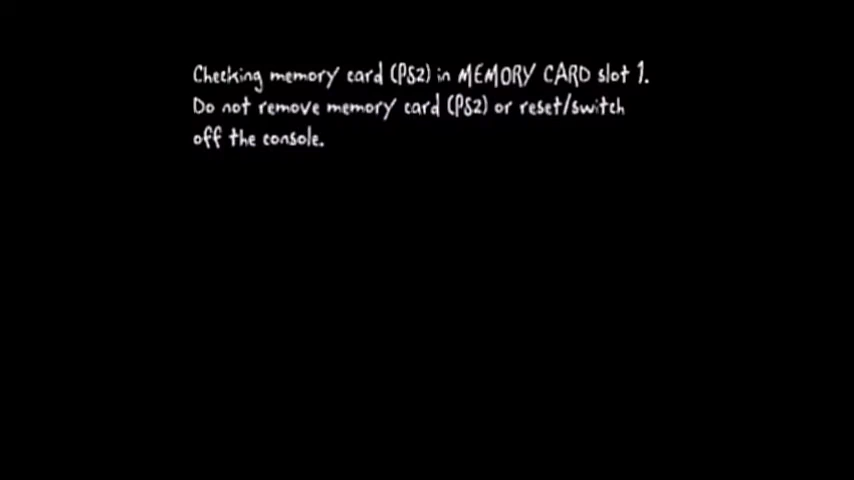 Checking memory card (PS2) in MEMORY CARD slot 1.
Do not remove memory card (PS2) or reset/switch
off the console.